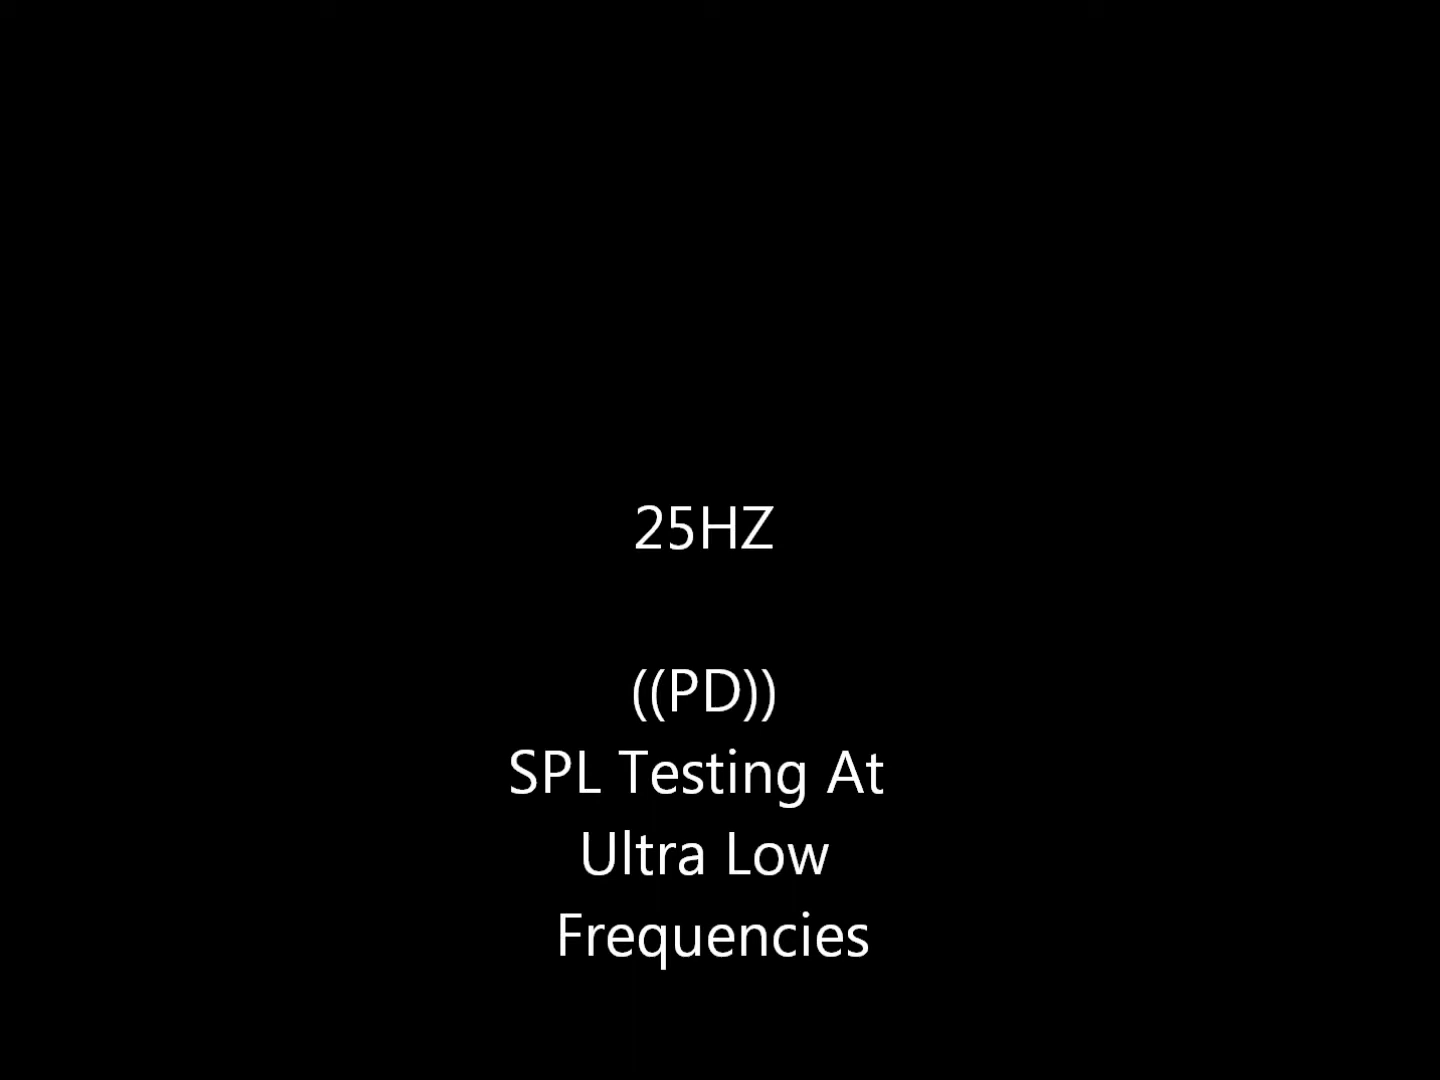 25HZ
((PD))
SPL Testing At
Ultra Low
Frequencies